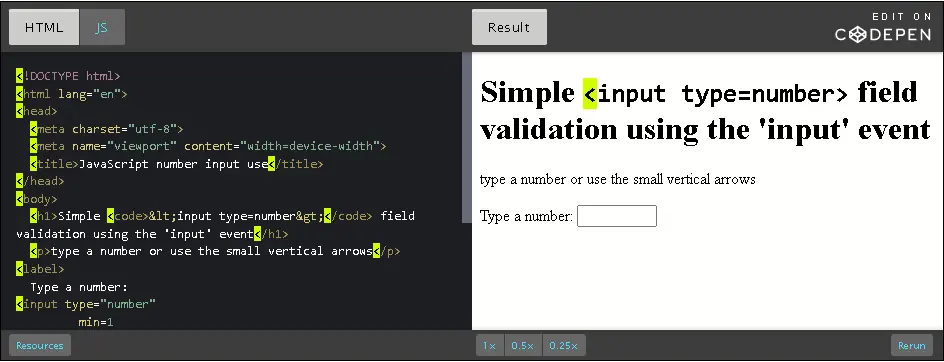 HTML JS Result EDIT ON
CODEPEN
<!DOCTYPE html>
<html lang="en">
<head>
<meta charset="utf-8">
<meta name="viewport" content="width=device-width">
<title>JavaScript number input use</title>
</head>
<body>
<h1>Simple <code>&lt;input type=number&gt;</code> field
validation using the 'input' event</h1>
<p>type a number or use the small vertical arrows</p>
<label>
Type a number:
<input type="number"
min=1
Simple <input type=number> field
validation using the 'input' event
type a number or use the small vertical arrows
Type a number:
Resources 1x 0.5x 0.25x Rerun